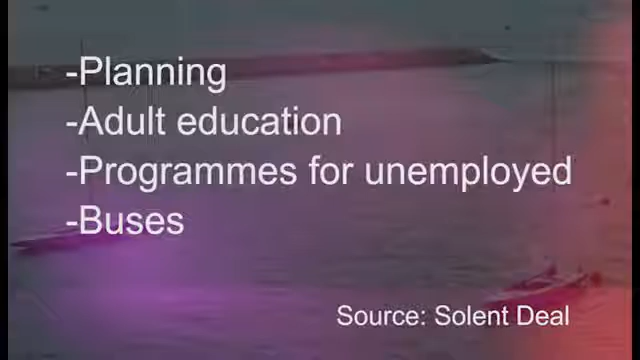 -Planning
-Adult education
-Programmes for unemployed
-Buses
Source: Solent Deal